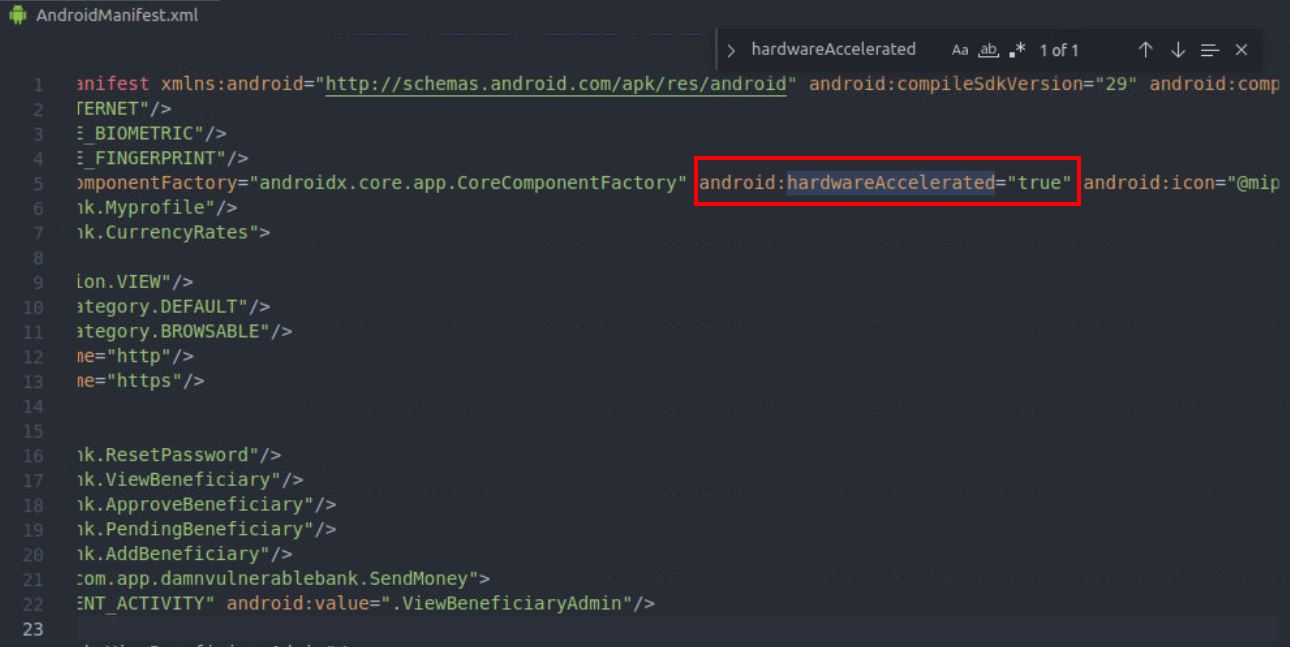 AndroidManifest.xml
hardwareAccelerated Aa ab .* 1 of 1
1 anifest xmlns:android="http://schemas.android.com/apk/res/android" android:compileSdkVersion="29" android:comp
2 TERNET"/>
3 E_BIOMETRIC"/>
4 E_FINGERPRINT"/>
5 omponentFactory="androidx.core.app.CoreComponentFactory" android:hardwareAccelerated="true" android:icon="@mip
6 nk.Myprofile"/>
7 nk.CurrencyRates">
8
9 ion.VIEW"/>
10 ategory.DEFAULT"/>
11 ategory.BROWSABLE"/>
12 me="http"/>
13 me="https"/>
14
15
16 nk.ResetPassword"/>
17 nk.ViewBeneficiary"/>
18 nk.ApproveBeneficiary"/>
19 nk.PendingBeneficiary"/>
20 nk.AddBeneficiary"/>
21 com.app.damnvulnerablebank.SendMoney">
22 ENT_ACTIVITY" android:value=".ViewBeneficiaryAdmin"/>
23